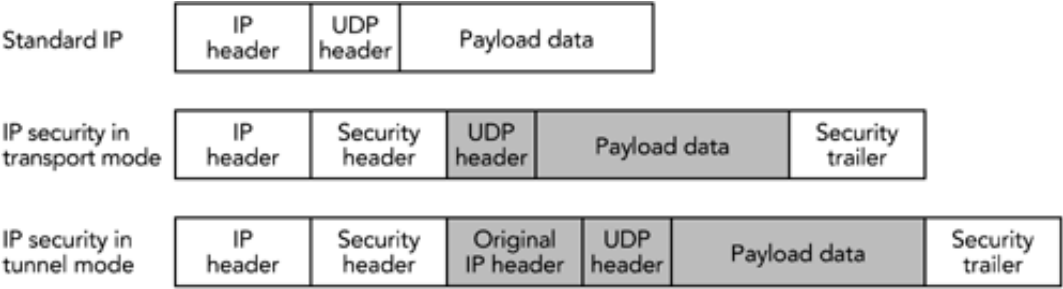 Standard IP
IP
header
UDP
header
Payload data
IP security in
transport mode
IP
header
Security
header
UDP
header
Payload data
Security
trailer
IP security in
tunnel mode
IP
header
Security
header
Original
IP header
UDP
header
Payload data
Security
trailer